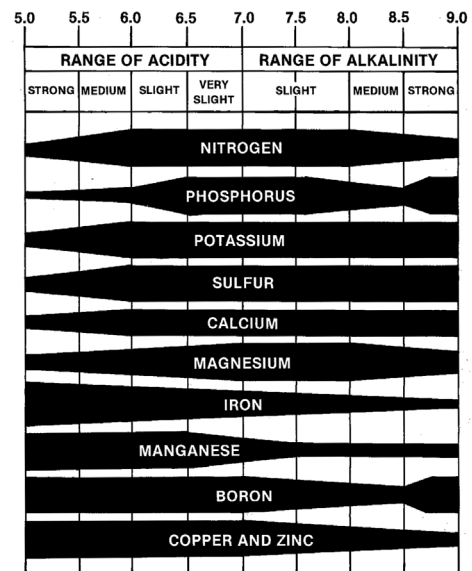 5.0 5.5 6.0 6.5 7.0 7.5 8.0 8.5 9.0
RANGE OF ACIDITY RANGE OF ALKALINITY
STRONG MEDIUM SLIGHT VERY SLIGHT SLIGHT MEDIUM STRONG
NITROGEN
PHOSPHORUS
POTASSIUM
SULFUR
CALCIUM
MAGNESIUM
IRON
MANGANESE
BORON
COPPER AND ZINC